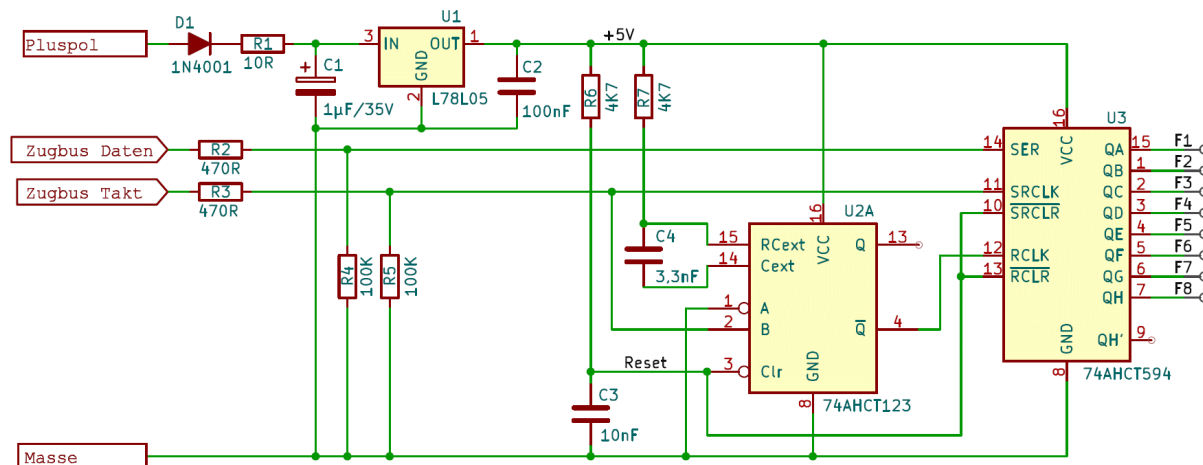 Pluspol
D1
1N4001
R1
10R
C1
1µF/35V
U1
3 IN OUT 1
GND
2
L78L05
C2
100nF
+5V
R6
4K7
R7
4K7
Zugbus Daten
R2
470R
Zugbus Takt
R3
470R
R4
100K
R5
100K
C4
3,3nF
U2A
16
VCC
15 RCext Q 13
14 Cext
1 A
2 B Q 4
3 Clr
GND
8
74AHCT123
Reset
C3
10nF
U3
16
VCC
14 SER QA 15 F1
QB 1 F2
11 SRCLK QC 2 F3
10 SRCLR QD 3 F4
QE 4 F5
12 RCLK QF 5 F6
13 RCLR QG 6 F7
QH 7 F8
QH' 9
GND
8
74AHCT594
Masse